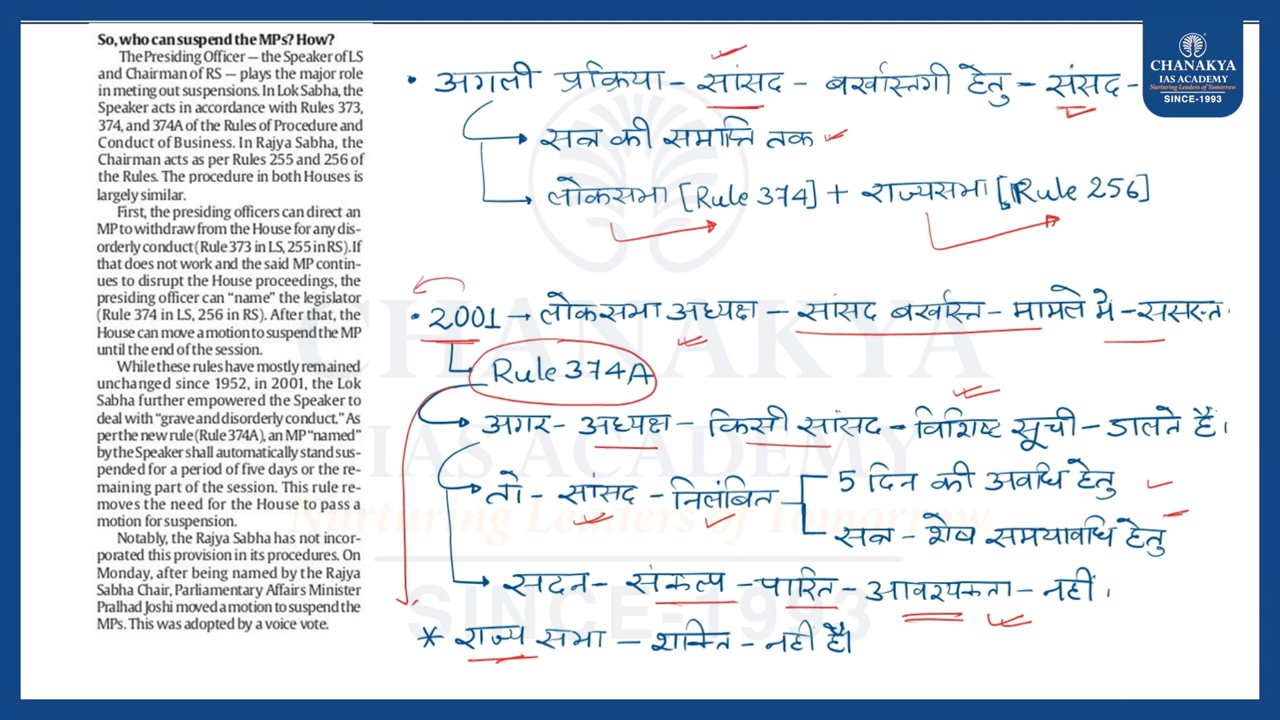 So, who can suspend the MPs? How?
The Presiding Officer — the Speaker of LS
and Chairman of RS — plays the major role
in meting out suspensions. In Lok Sabha, the
Speaker acts in accordance with Rules 373,
374, and 374A of the Rules of Procedure and
Conduct of Business. In Rajya Sabha, the
Chairman acts as per Rules 255 and 256 of
the Rules. The procedure in both Houses is
largely similar.
First, the presiding officers can direct an
MP to withdraw from the House for any dis-
orderly conduct (Rule 373 in LS, 255 in RS). If
that does not work and the said MP contin-
ues to disrupt the House proceedings, the
presiding officer can “name” the legislator
(Rule 374 in LS, 256 in RS). After that, the
House can move a motion to suspend the MP
until the end of the session.
While these rules have mostly remained
unchanged since 1952, in 2001, the Lok
Sabha further empowered the Speaker to
deal with “grave and disorderly conduct.” As
per the new rule (Rule 374A), an MP “named”
by the Speaker shall automatically stand sus-
pended for a period of five days or the re-
maining part of the session. This rule re-
moves the need for the House to pass a
motion for suspension.
Notably, the Rajya Sabha has not incor-
porated this provision in its procedures. On
Monday, after being named by the Rajya
Sabha Chair, Parliamentary Affairs Minister
Pralhad Joshi moved a motion to suspend the
MPs. This was adopted by a voice vote.
• अगली प्रक्रिया - सांसद - बर्खास्तगी हेतु - संसद -
सत्र की समाप्ति तक
लोकसभा [Rule 374] + राज्यसभा [Rule 256]
• 2001 → लोकसभा अध्यक्ष - सांसद बर्खास्त - मामले मे -
Rule 374A
अगर - अध्यक्ष - किसी सांसद - विशिष्ट सूची - डालते है।
तो - सांसद - निलंबित
5 दिन की अवधि हेतु
सत्र - शेष समयावधि हेतु
सदन - संकल्प - पारित - आवश्यकता - नही।
* राज्य सभा - शक्ति - नही है।
CHANAKYA
IAS ACADEMY
Nurturing Leaders of Tomorrow
SINCE-1993
CHANAKYA
IAS ACADEMY
Nurturing Leaders of Tomorrow
SINCE-1993